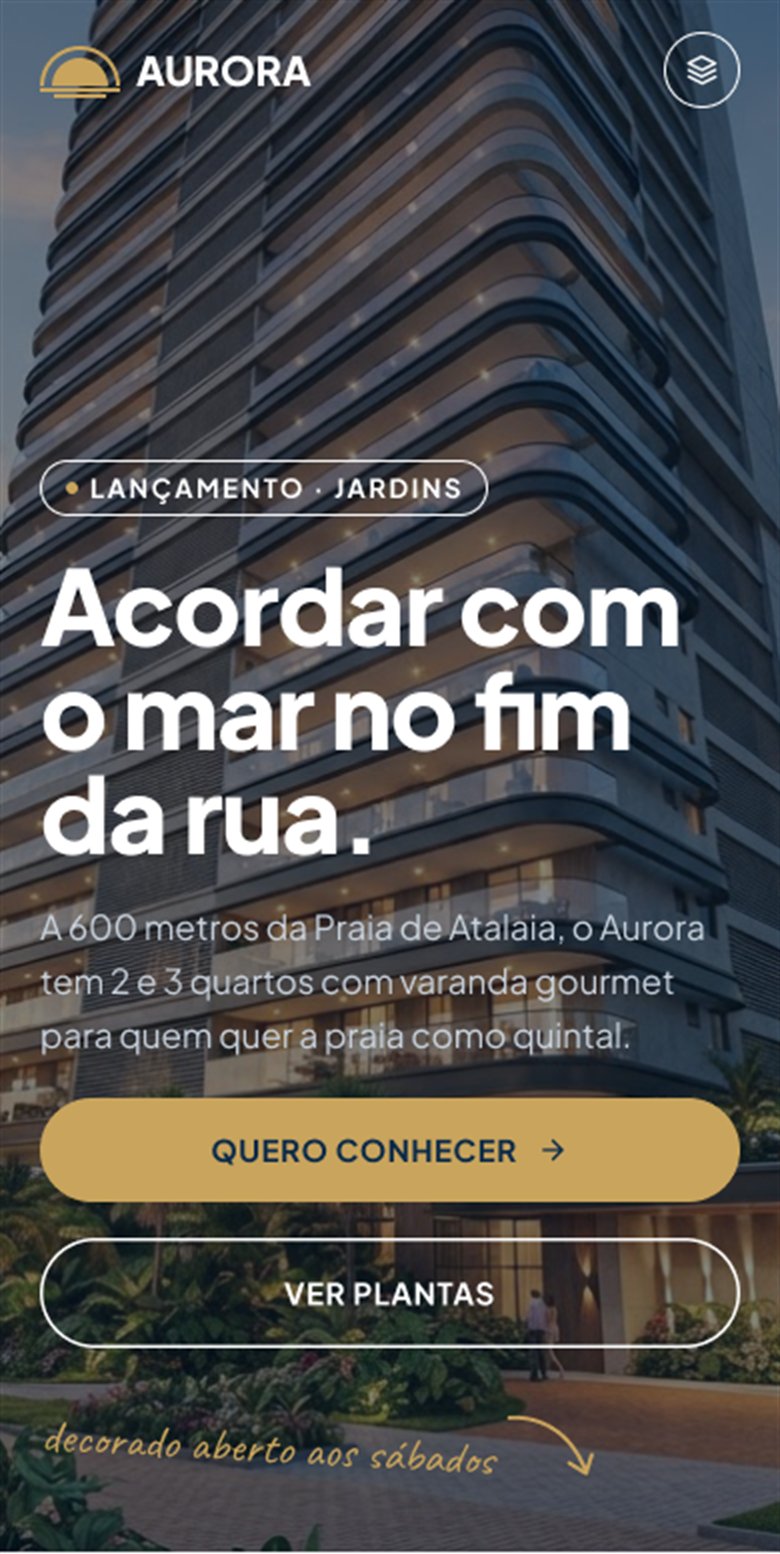 AURORA
LANÇAMENTO · JARDINS
Acordar com
o mar no fim
da rua.
A 600 metros da Praia de Atalaia, o Aurora
tem 2 e 3 quartos com varanda gourmet
para quem quer a praia como quintal.
QUERO CONHECER →
VER PLANTAS
decorado aberto aos sábados